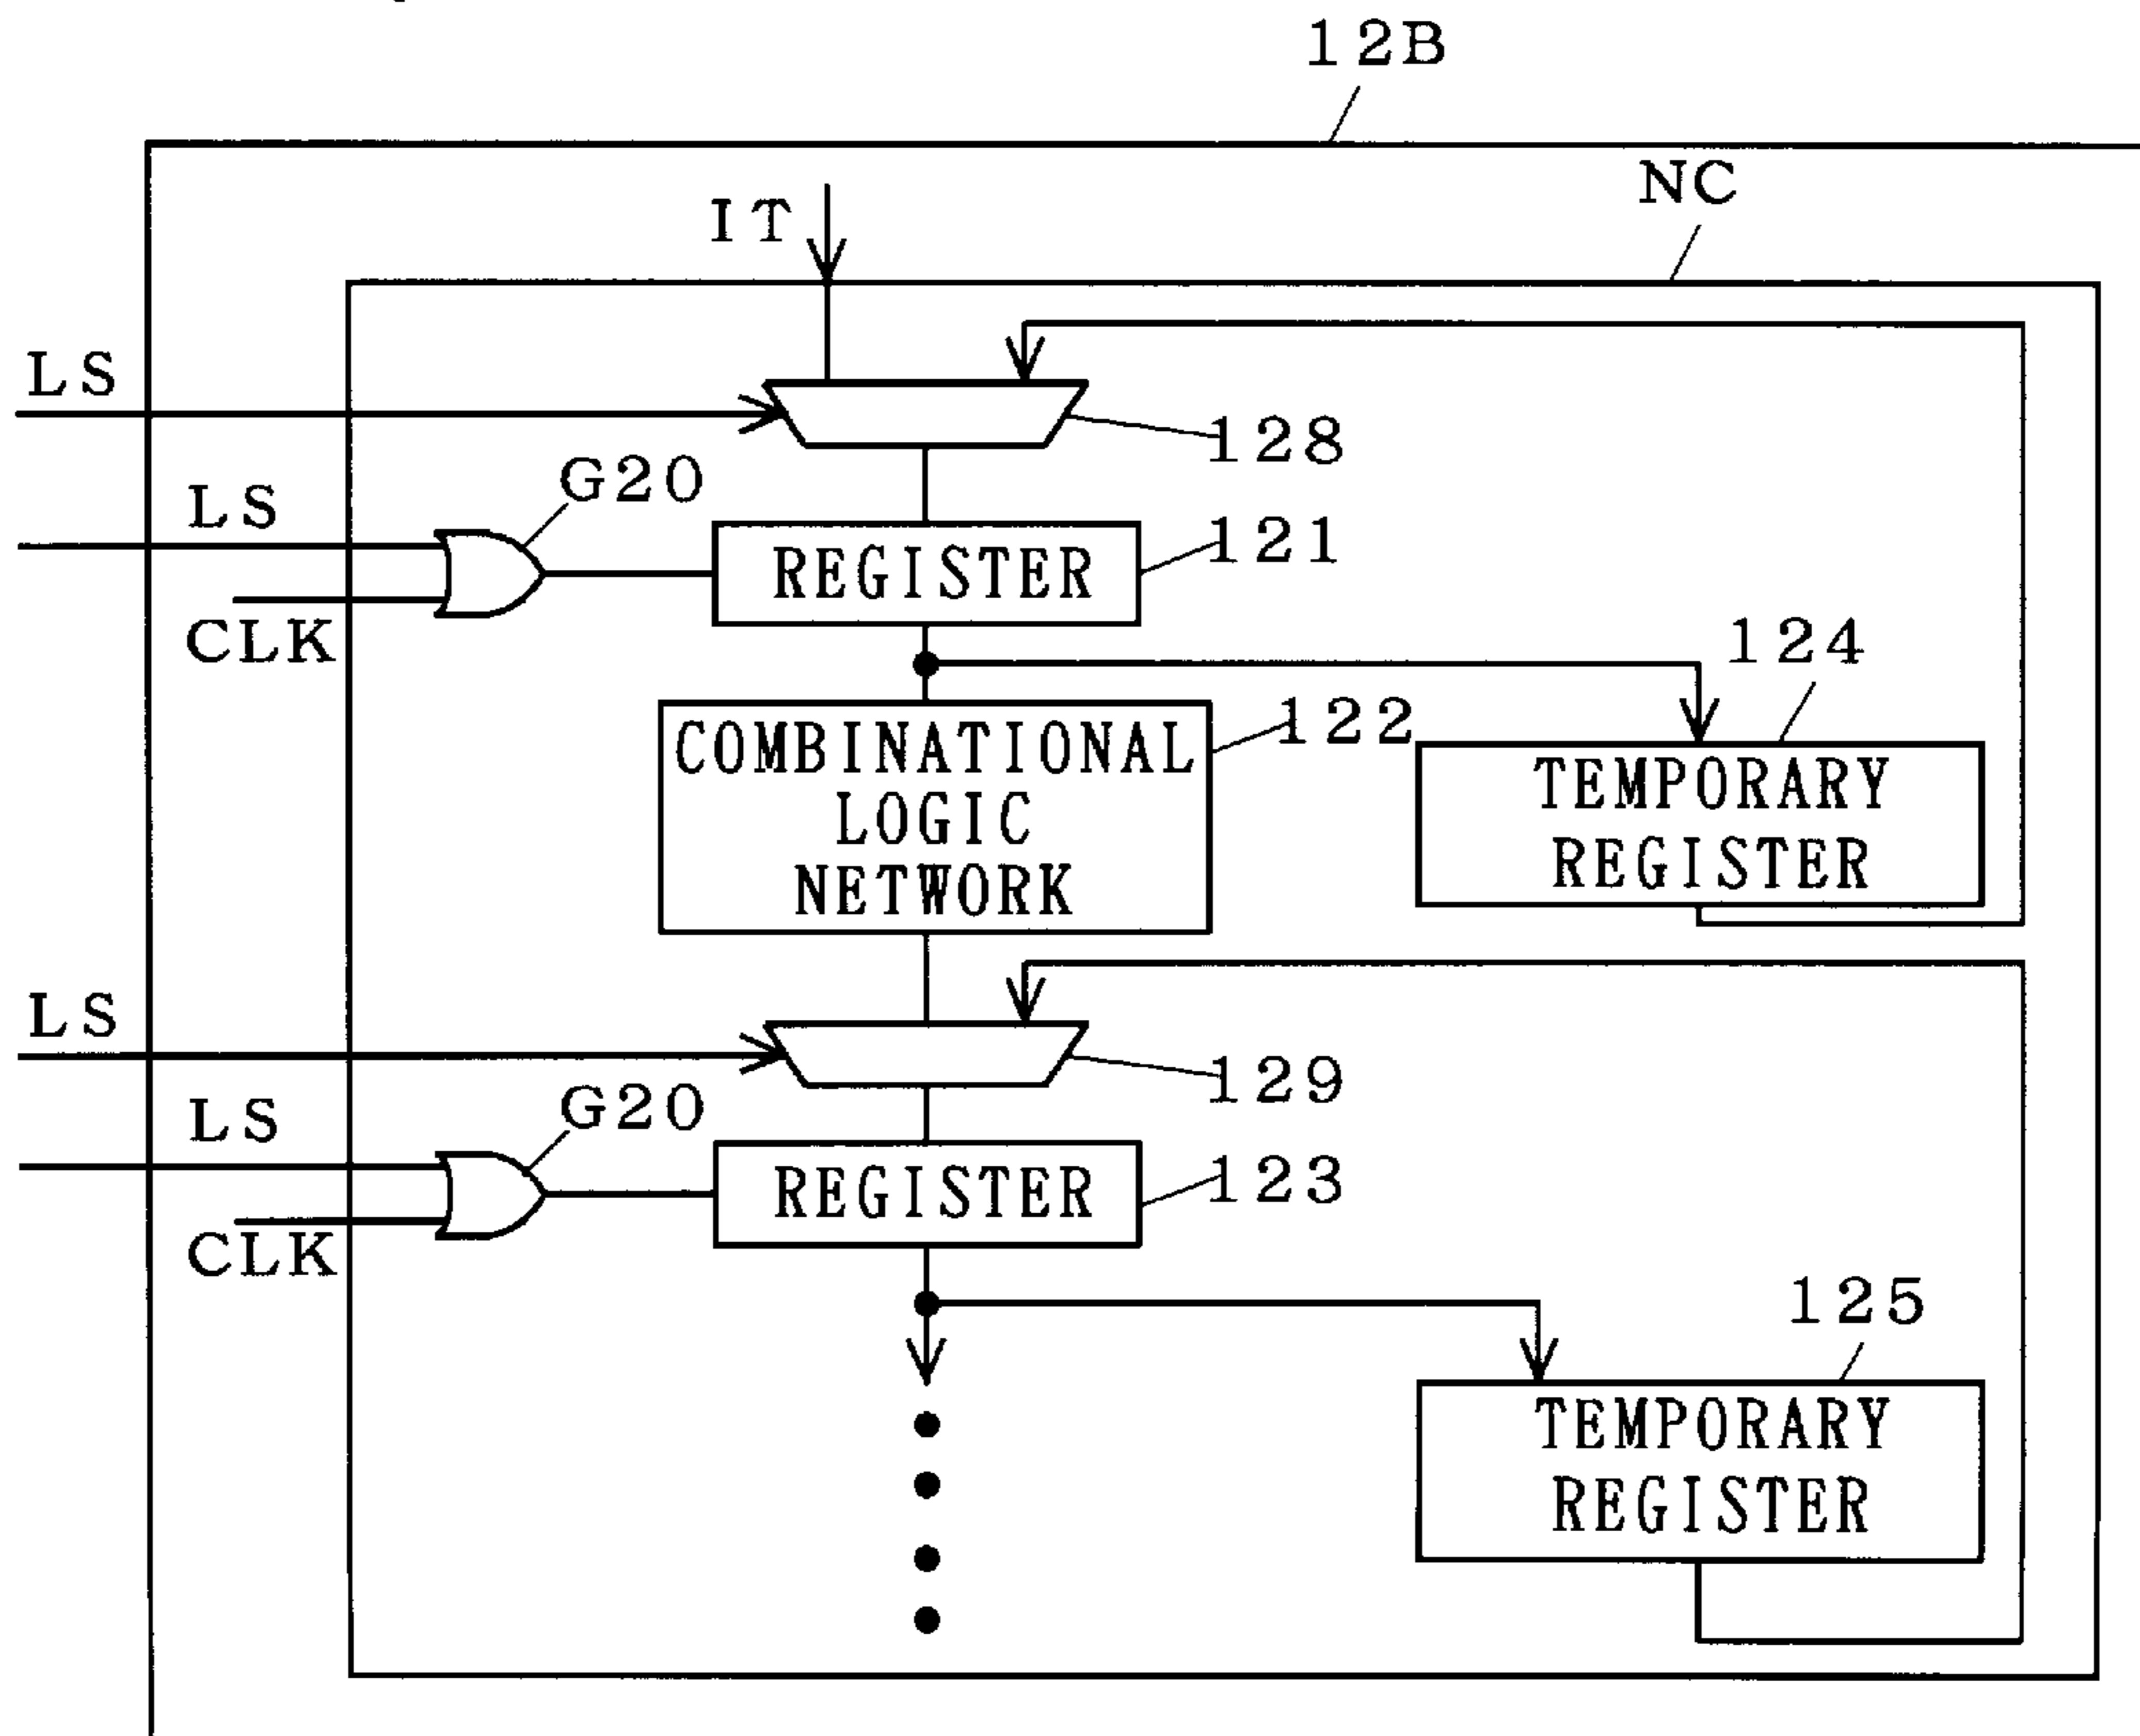 12B
NC
IT
LS
128
G20
LS
REGISTER
121
CLK
124
122
COMBINATIONAL
LOGIC
NETWORK
TEMPORARY
REGISTER
LS
129
G20
LS
REGISTER
123
CLK
125
TEMPORARY
REGISTER